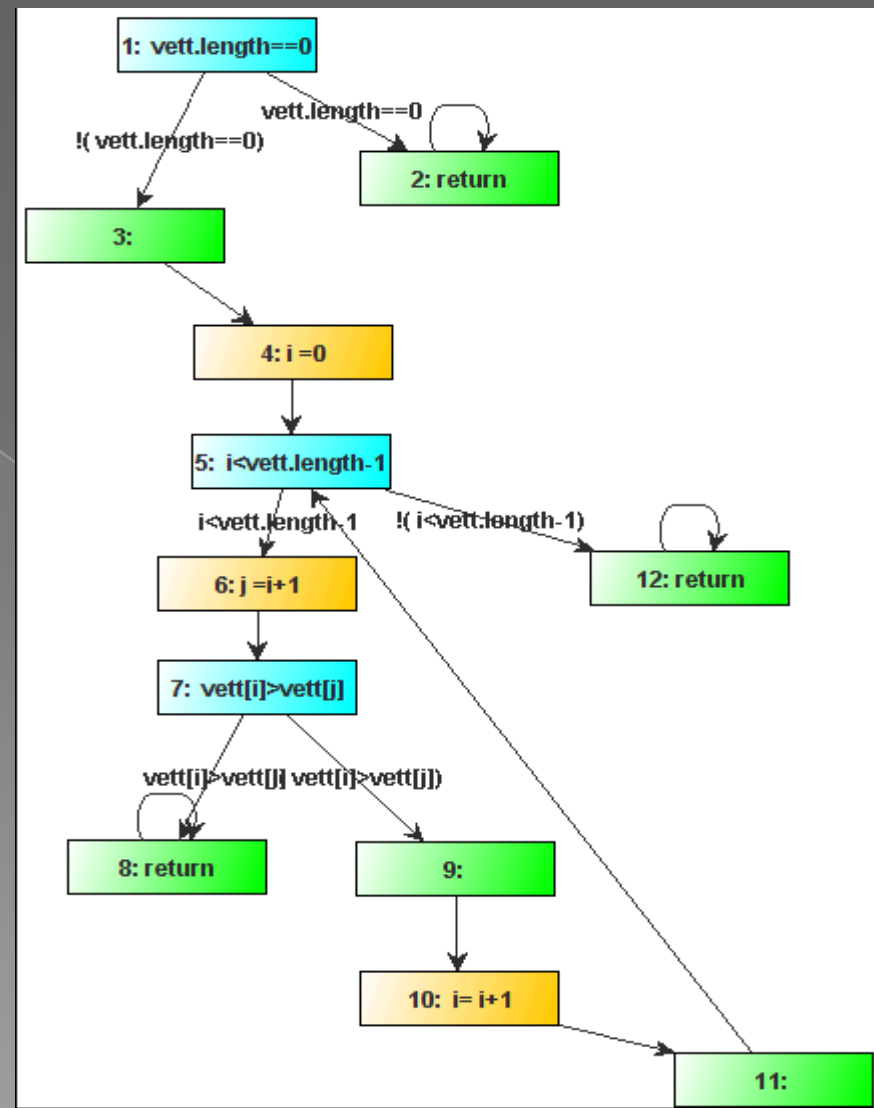 1: vett.length==0
vett.length==0
!( vett.length==0)
2: return
3:
4: i =0
5: i<vett.length-1
i<vett.length-1
!( i<vett.length-1)
6: j =i+1
12: return
7: vett[i]>vett[j]
vett[i]>vett[j]
vett[i]>vett[j])
8: return
9:
10: i= i+1
11: